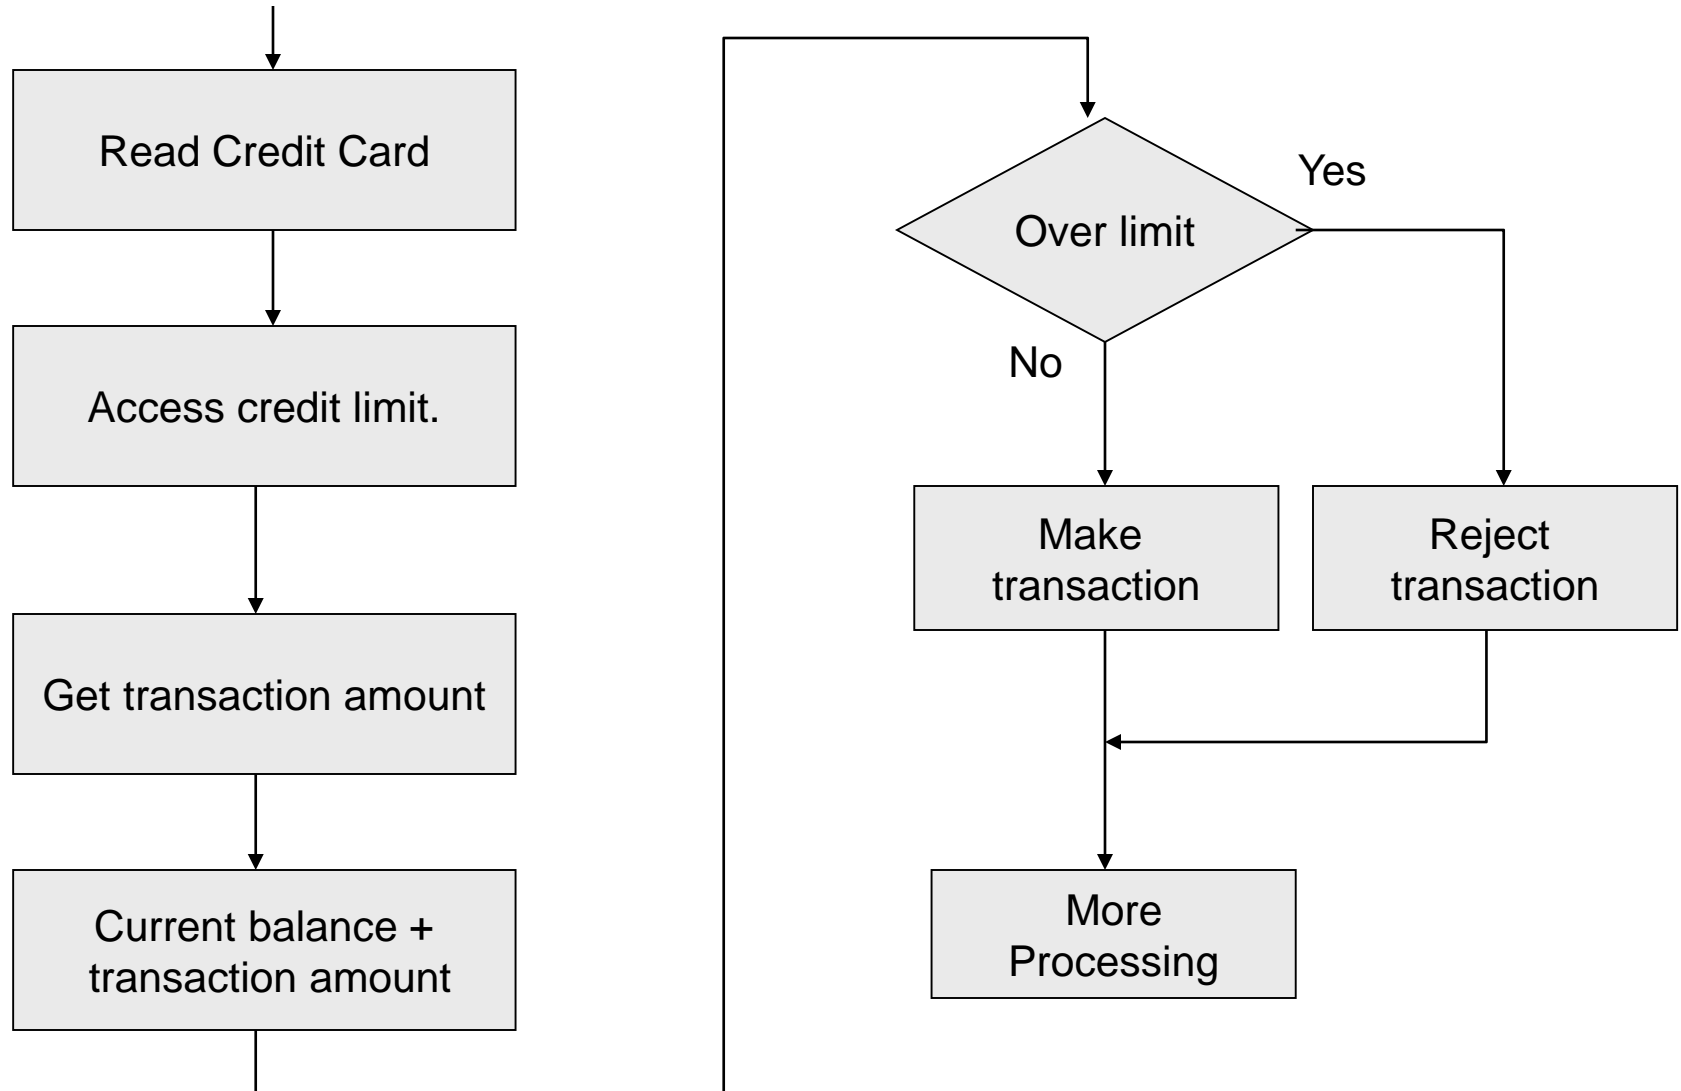 Read Credit Card
Access credit limit.
Get transaction amount
Current balance +
transaction amount
Over limit
Yes
No
Make
transaction
Reject
transaction
More
Processing